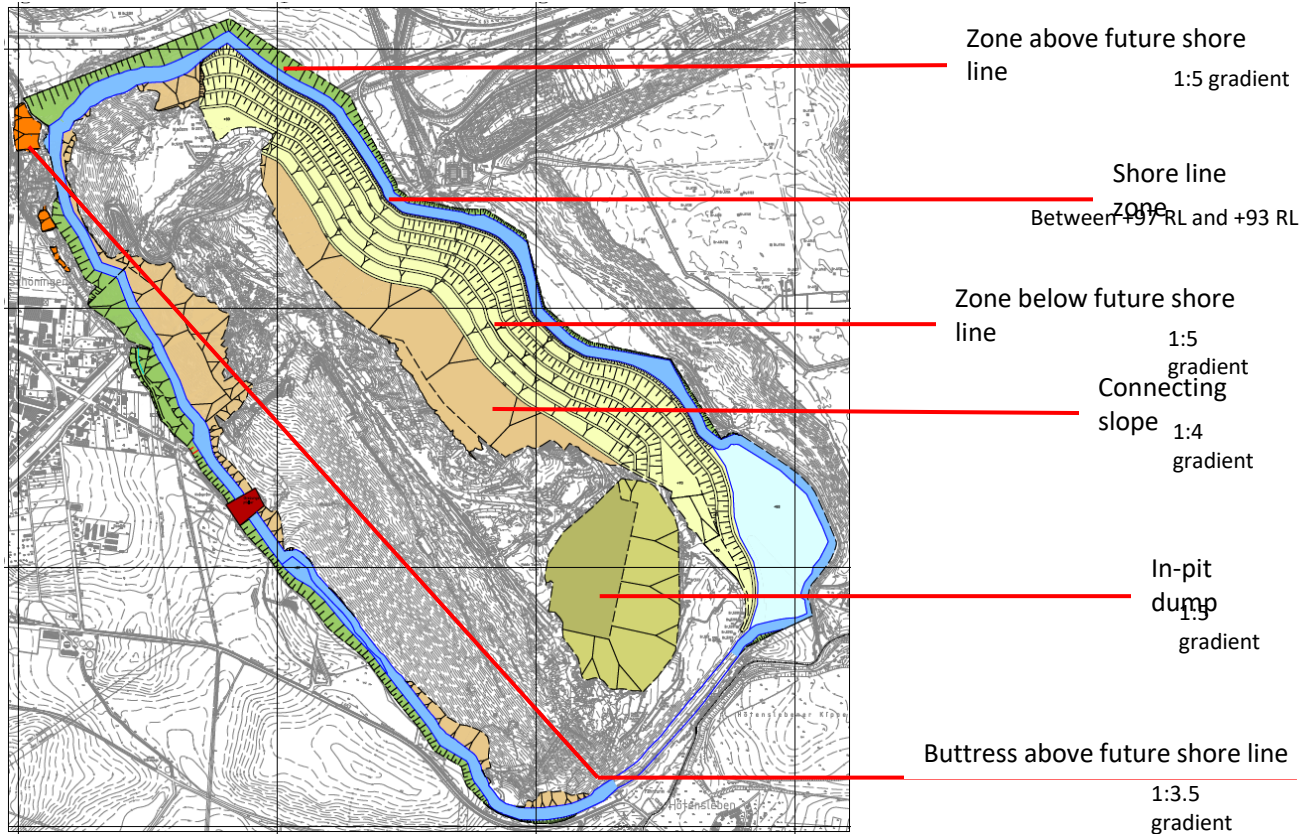 Zone above future shore
line
1:5 gradient
Shore line
zone
Between +97 RL and +93 RL
Zone below future shore
line
1:5
gradient
Connecting
slope
1:4
gradient
In-pit
dump
1:5
gradient
Buttress above future shore line
1:3.5
gradient
Schöningen
Hötensleben